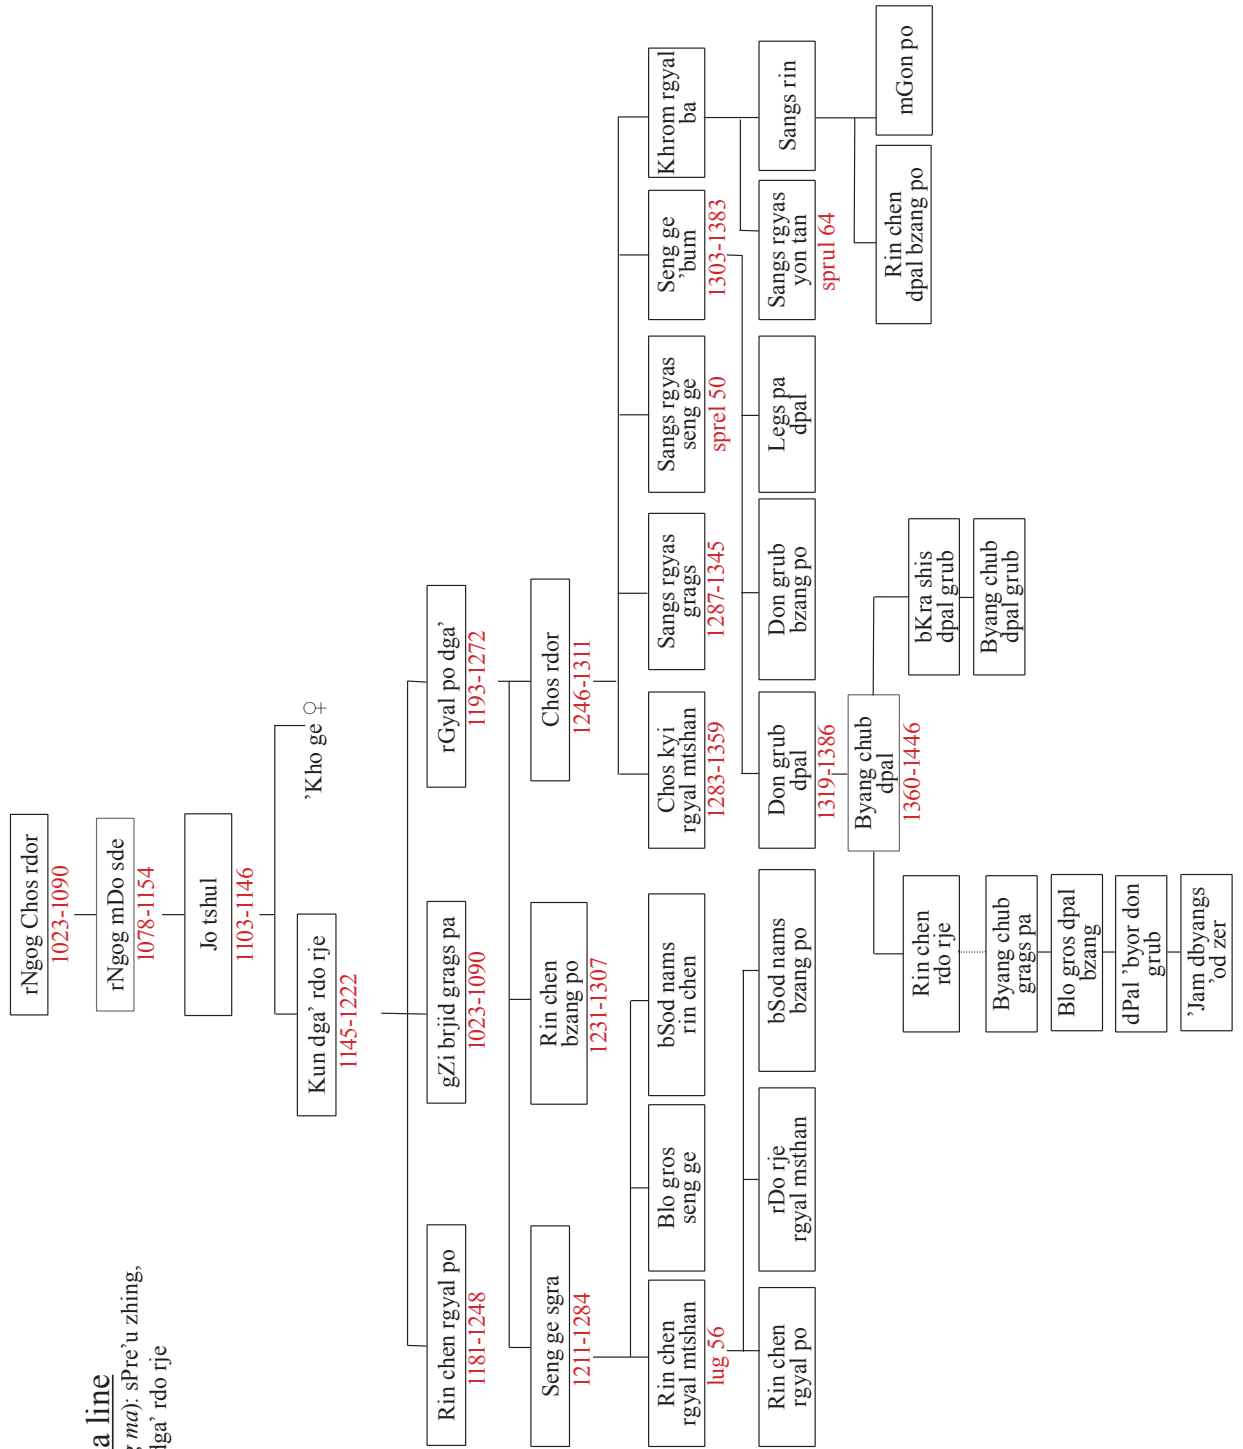 a line
ma): sPre'u zhing,
dga' rdo rje
rNgog Chos rdor
1023-1090
rNgog mDo sde
1078-1154
Jo tshul
1103-1146
Kun dga' rdo rje
1145-1222
'Kho ge ♀
Rin chen rgyal po
1181-1248
gZi brjid grags pa
1023-1090
rGyal po dga'
1193-1272
Seng ge sgra
1211-1284
Rin chen
bzang po
1231-1307
Chos rdor
1246-1311
Rin chen
rgyal mtshan
lug 56
Blo gros
seng ge
bSod nams
rin chen
Chos kyi
rgyal mtshan
1283-1359
Sangs rgyas
grags
1287-1345
Sangs rgyas
seng ge
sprel 50
Seng ge
'bum
1303-1383
Khrom rgyal
ba
Rin chen
rgyal po
rDo rje
rgyal msthan
bSod nams
bzang po
Don grub
dpal
1319-1386
Don grub
bzang po
Legs pa
dpal
Sangs rgyas
yon tan
sprul 64
Sangs rin
Byang chub
dpal
1360-1446
Rin chen
dpal bzang po
mGon po
Rin chen
rdo rje
bKra shis
dpal grub
Byang chub
grags pa
Byang chub
dpal grub
Blo gros dpal
bzang
dPal 'byor don
grub
'Jam dbyangs
'od zer